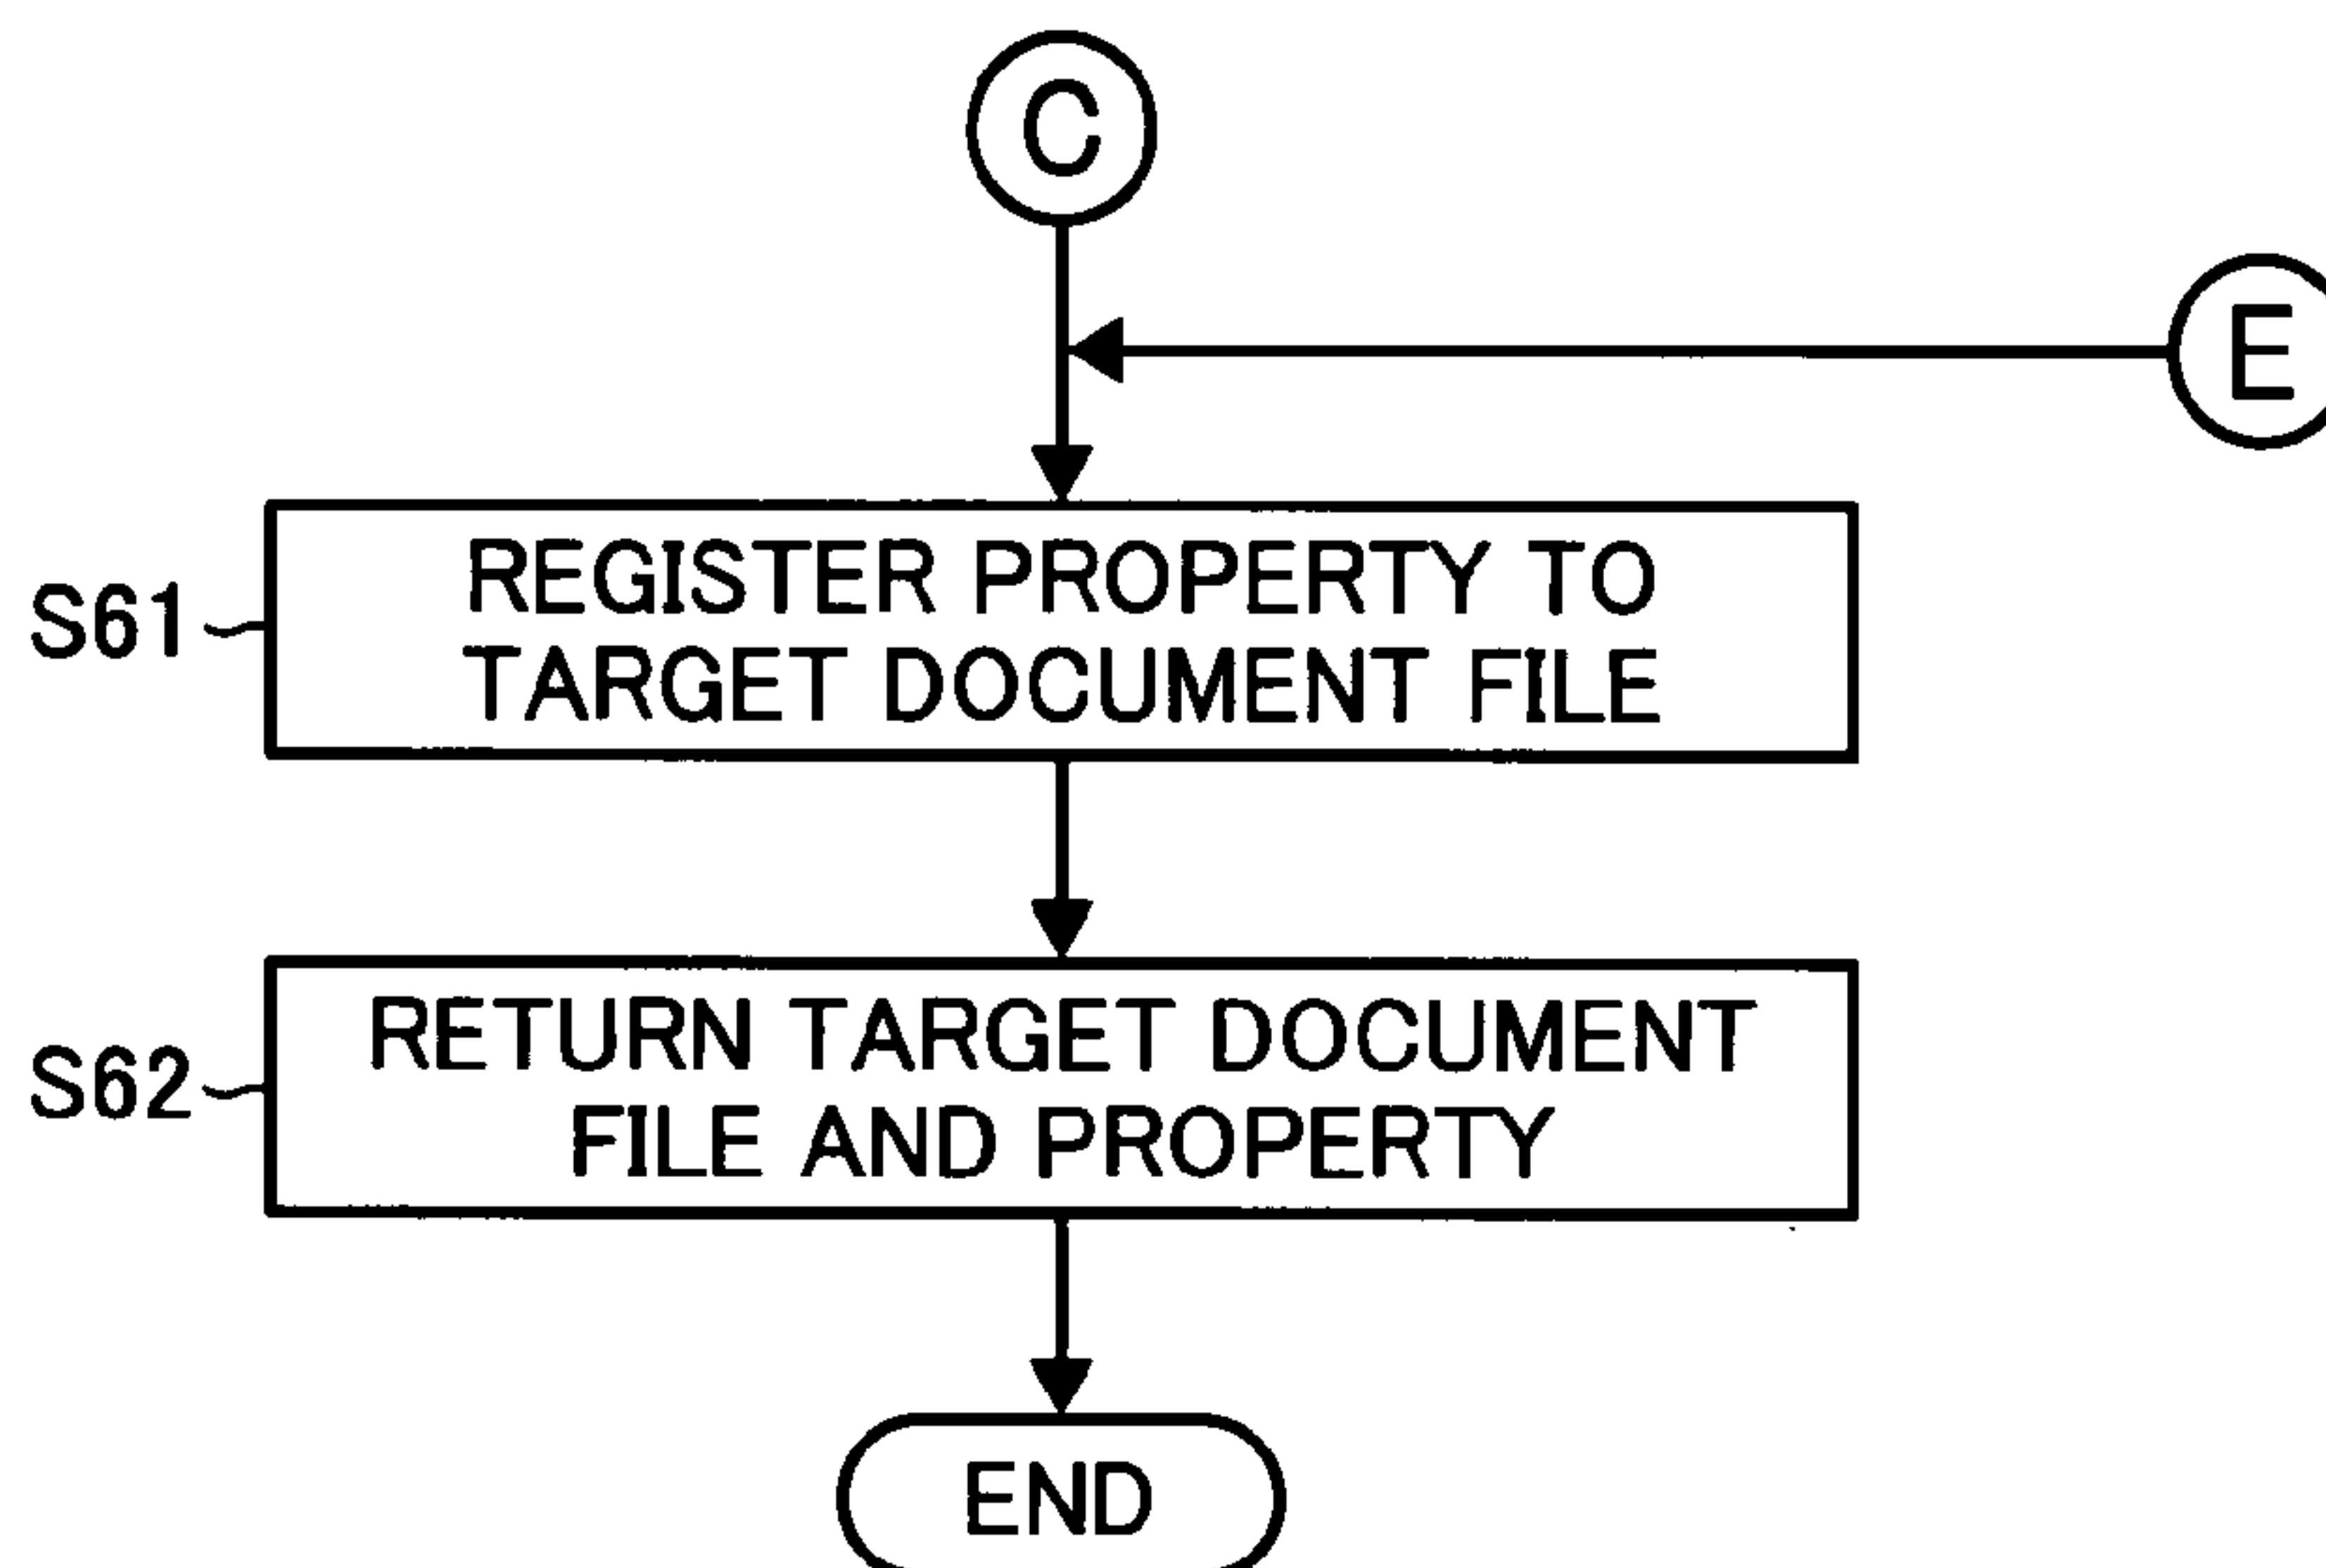 C
E
S61
REGISTER PROPERTY TO
TARGET DOCUMENT FILE
S62
RETURN TARGET DOCUMENT
FILE AND PROPERTY
END